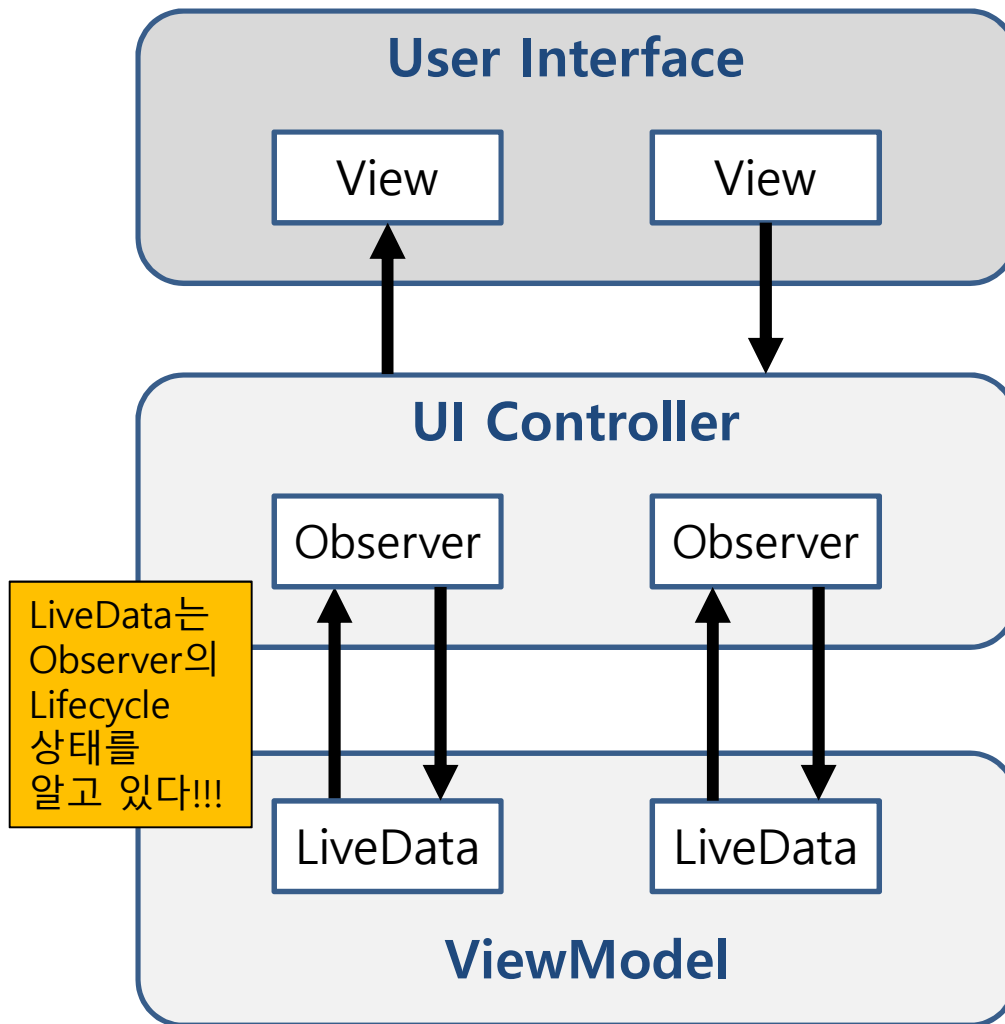 User Interface
View
View
UI Controller
Observer
Observer
LiveData는
Observer의
Lifecycle
상태를
알고 있다!!!
LiveData
LiveData
ViewModel